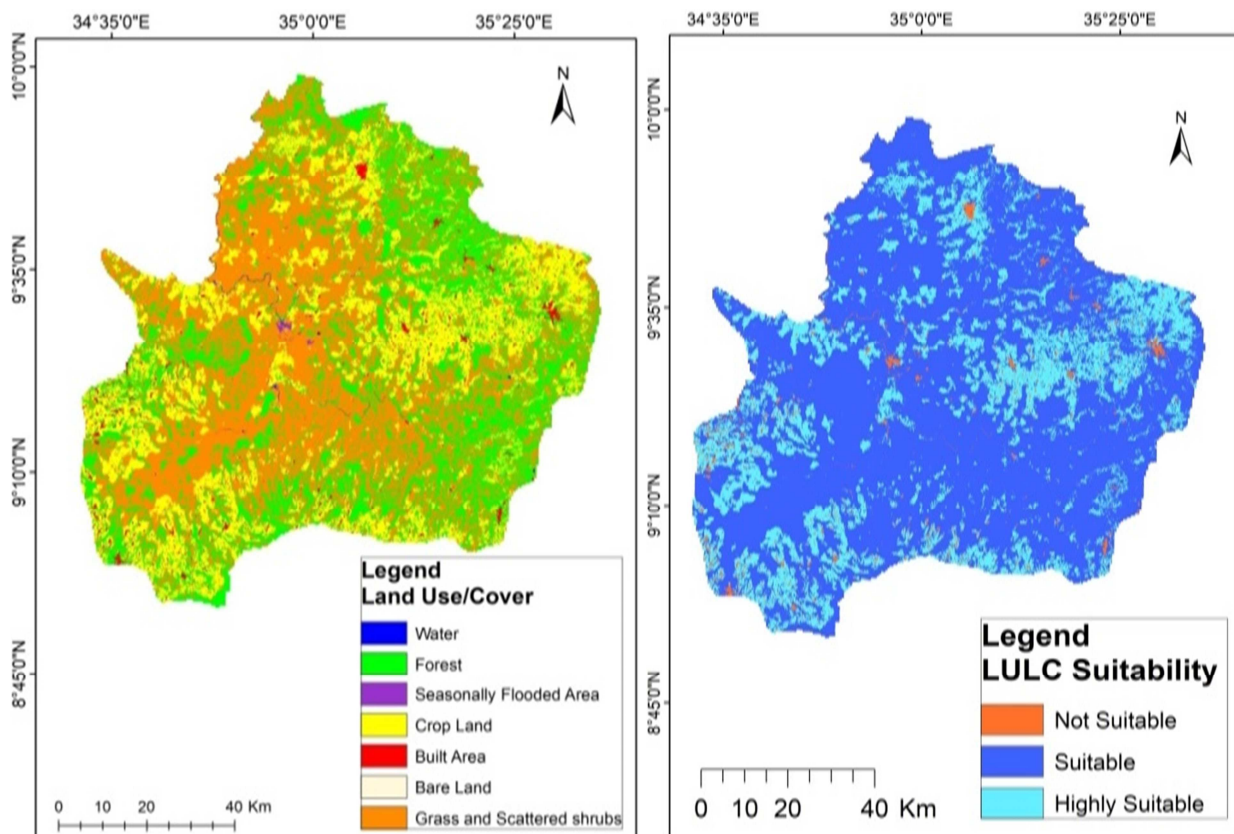 34°35'0"E 35°0'0"E 35°25'0"E
N
10°0'0"N
9°35'0"N
9°10'0"N
8°45'0"N
Legend
Land Use/Cover
Water
Forest
Seasonally Flooded Area
Crop Land
Built Area
Bare Land
Grass and Scattered shrubs
0 10 20 40 Km
34°35'0"E 35°0'0"E 35°25'0"E
N
10°0'0"N
9°35'0"N
9°10'0"N
8°45'0"N
Legend
LULC Suitability
Not Suitable
Suitable
Highly Suitable
0 10 20 40 Km